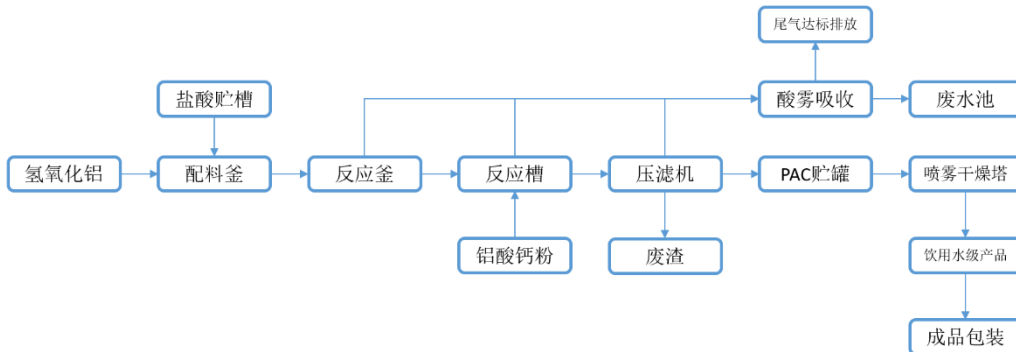 尾气达标排放
盐酸贮槽
酸雾吸收
废水池
氢氧化铝
配料釜
反应釜
反应槽
压滤机
PAC贮罐
喷雾干燥塔
铝酸钙粉
废渣
饮用水级产品
成品包装